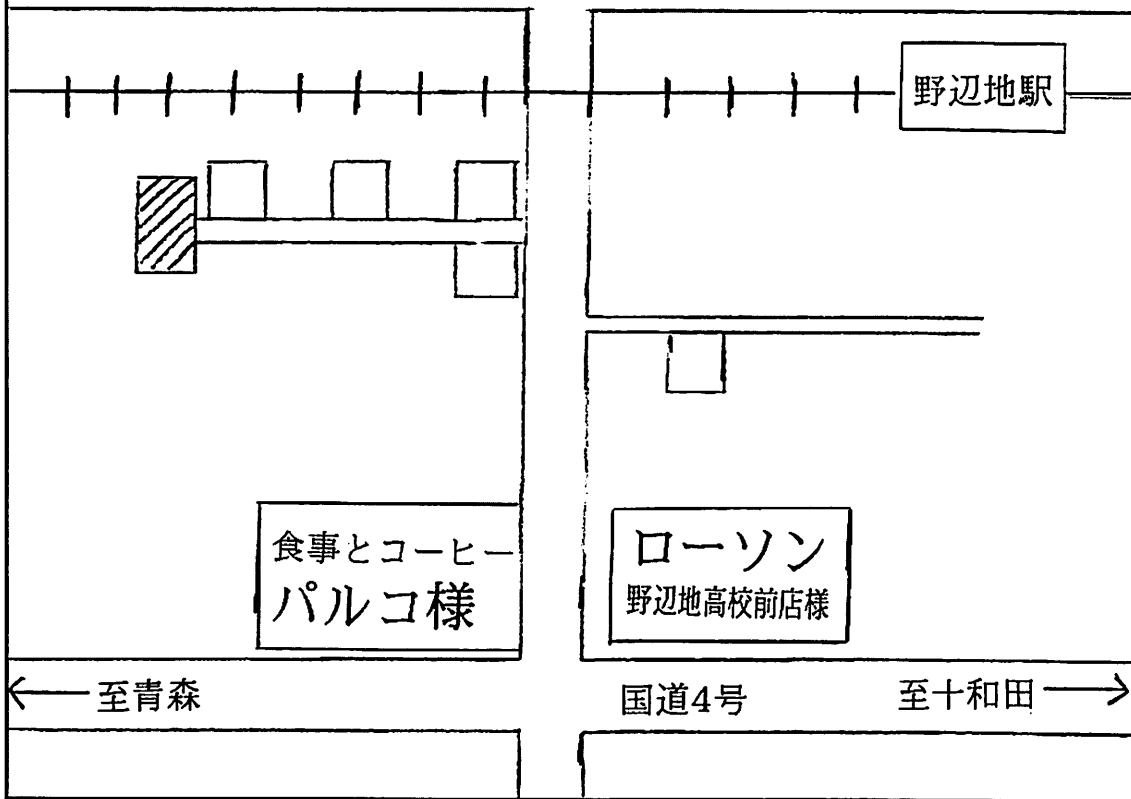 野辺地駅
食事とコーヒー
パルコ様
ローソン
野辺地高校前店様
至青森
国道4号
至十和田